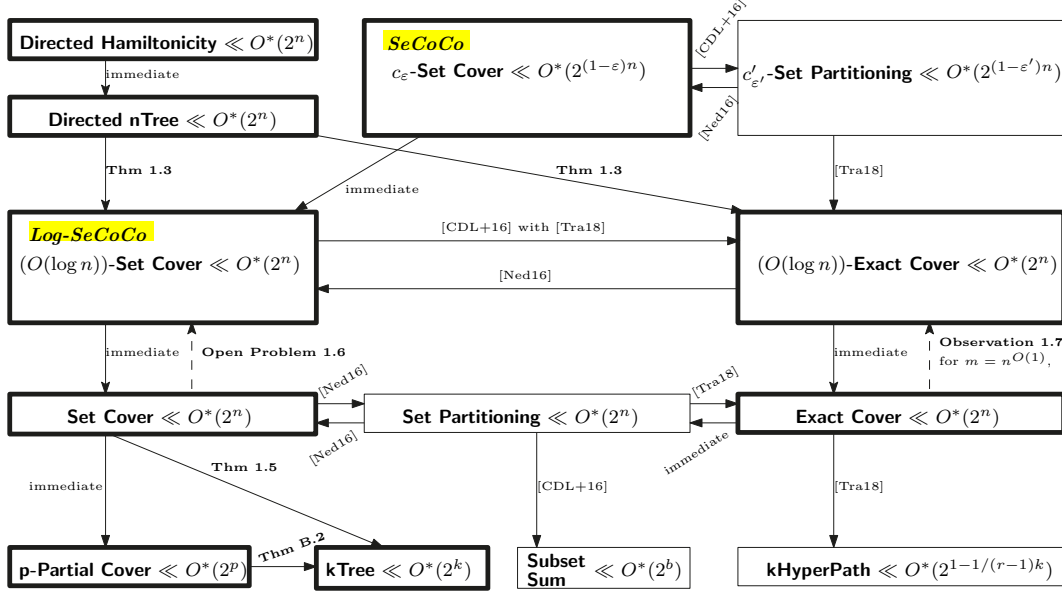 Directed Hamiltonicity ≪ O*(2^n)
immediate
Directed nTree ≪ O*(2^n)
SeCoCo
c_ε-Set Cover ≪ O*(2^{(1−ε)n})
[CDL+16]
[Ned16]
c′_{ε′}-Set Partitioning ≪ O*(2^{(1−ε′)n})
Thm 1.3
immediate
Thm 1.3
[Tra18]
Log-SeCoCo
(O(log n))-Set Cover ≪ O*(2^n)
[CDL+16] with [Tra18]
[Ned16]
(O(log n))-Exact Cover ≪ O*(2^n)
immediate
Open Problem 1.6
immediate
Observation 1.7
for m = n^{O(1)},
Set Cover ≪ O*(2^n)
[Ned16]
[Ned16]
Set Partitioning ≪ O*(2^n)
[Tra18]
immediate
Exact Cover ≪ O*(2^n)
immediate
Thm 1.5
[CDL+16]
[Tra18]
p-Partial Cover ≪ O*(2^p)
Thm B.2
kTree ≪ O*(2^k)
Subset
Sum ≪ O*(2^b)
kHyperPath ≪ O*(2^{1−1/(r−1)k})